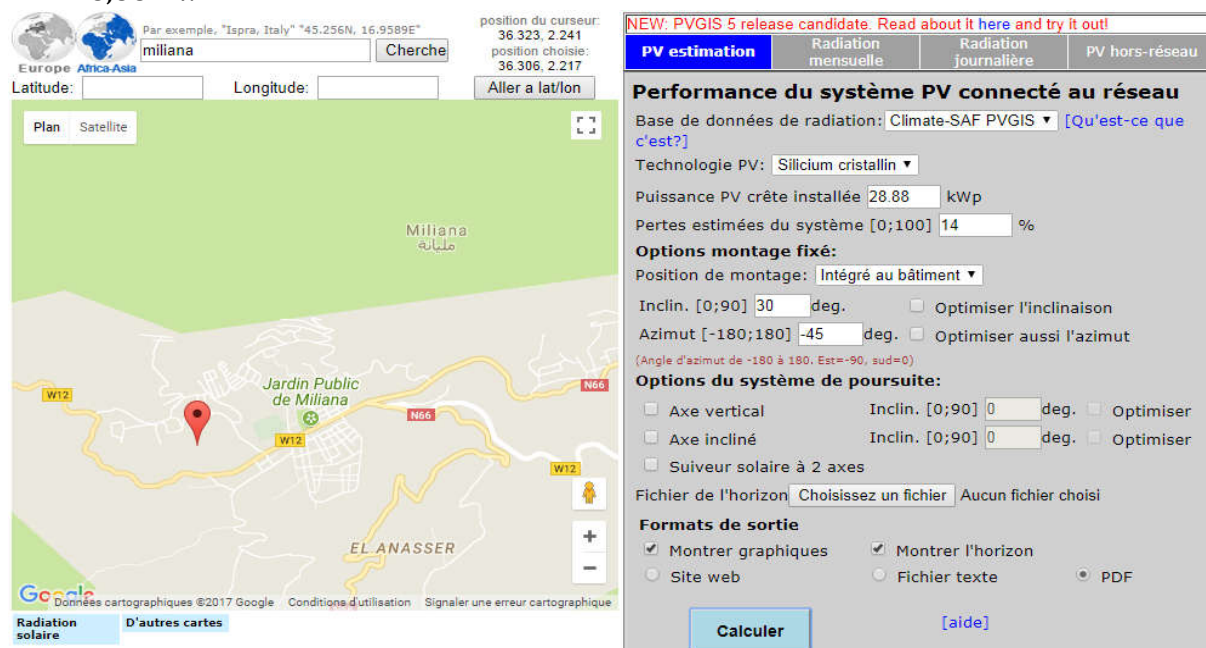 Par exemple, "Ispra, Italy" "45.256N, 16.9589E"
miliana
Cherche
Europe Africa-Asia
position du curseur:
36.323, 2.241
position choisie:
36.306, 2.217
Latitude:
Longitude:
Aller a lat/lon
Plan Satellite
Miliana
مليانة
Jardin Public
de Miliana
W12
N66
N66
W12
W12
EL ANASSER
Google
Données cartographiques ©2017 Google Conditions d'utilisation Signaler une erreur cartographique
Radiation
solaire
D'autres cartes
NEW: PVGIS 5 release candidate. Read about it here and try it out!
PV estimation
Radiation
mensuelle
Radiation
journalière
PV hors-réseau
Performance du système PV connecté
au réseau
Base de données de radiation: Climate-SAF PVGIS [Qu'est-ce que
c'est?]
Technologie PV: Silicium cristallin
Puissance PV crête installée 28.88 kWp
Pertes estimées du système [0;100] 14 %
Options montage fixé:
Position de montage: Intégré au bâtiment
Inclin. [0;90] 30 deg. Optimiser l'inclinaison
Azimut [-180;180] -45 deg. Optimiser aussi l'azimut
(Angle d'azimut de -180 à 180. Est=-90, sud=0)
Options du système de poursuite:
Axe vertical Inclin. [0;90] 0 deg. Optimiser
Axe incliné Inclin. [0;90] 0 deg. Optimiser
Suiveur solaire à 2 axes
Fichier de l'horizon Choisissez un fichier Aucun fichier choisi
Formats de sortie
Montrer graphiques Montrer l'horizon
Site web Fichier texte PDF
Calculer [aide]